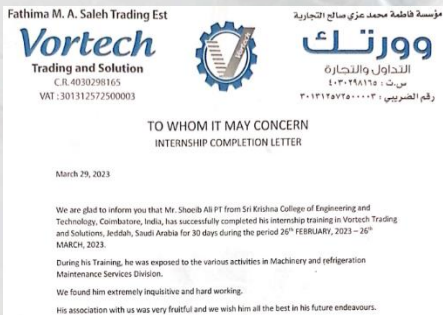 Fathima M. A. Saleh Trading Est
Vortech
Trading and Solution
C.R.4030298165
VAT :301312572500003
Vortech
مؤسسة فاطمة محمد عزي صالح التجارية
وورتـك
التداول والتجارة
س.ت : ٤٠٣٠٢٩٨١٦٥
رقم الضريبي : ٣٠١٣١٢٥٧٢٥٠٠٠٠٣
TO WHOM IT MAY CONCERN
INTERNSHIP COMPLETION LETTER
March 29, 2023
We are glad to inform you that Mr. Shoeib Ali PT from Sri Krishna College of Engineering and
Technology, Coimbatore, India, has successfully completed his internship training in Vortech Trading
and Solutions, Jeddah, Saudi Arabia for 30 days during the period 26th FEBRUARY, 2023 – 26th
MARCH, 2023.
During his Training, he was exposed to the various activities in Machinery and refrigeration
Maintenance Services Division.
We found him extremely inquisitive and hard working.
His association with us was very fruitful and we wish him all the best in his future endeavours.